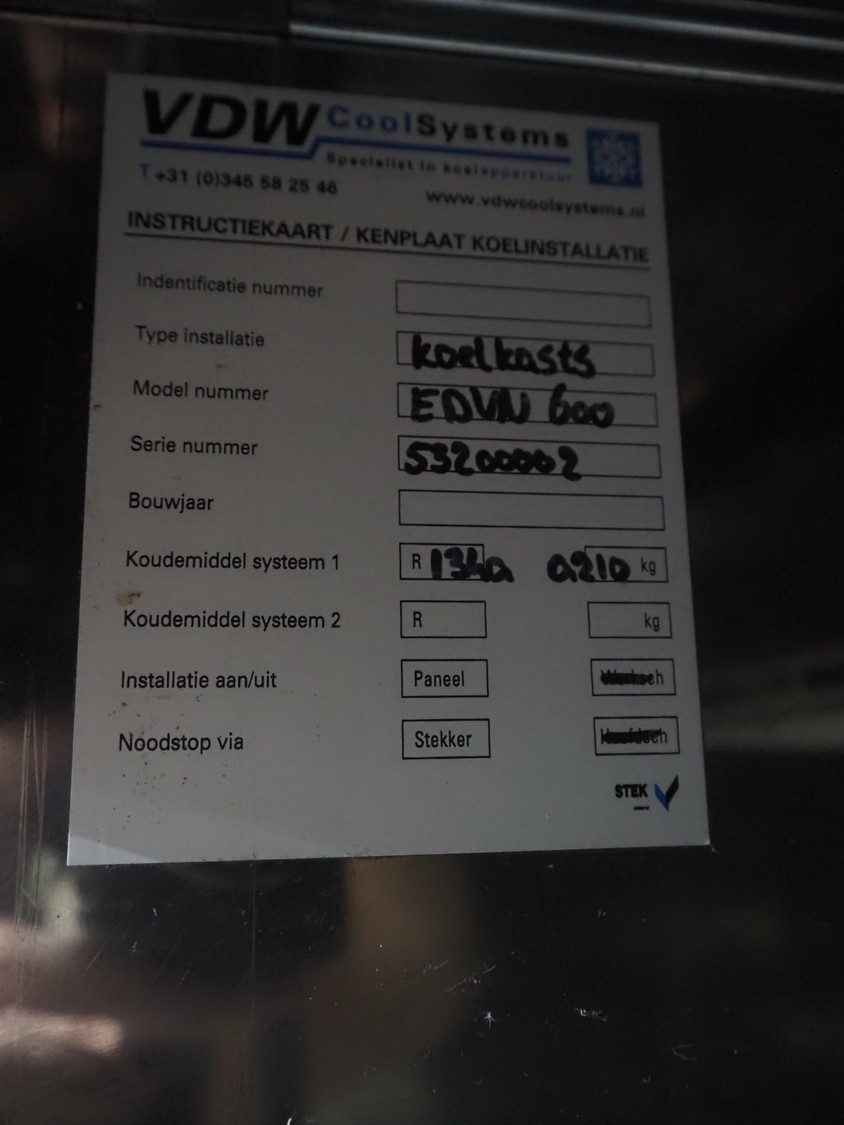 VDW CoolSystems
Specialist in koelapparatuur
T +31 (0)345 58 25 46
www.vdwcoolsystems.nl
INSTRUCTIEKAART / KENPLAAT KOELINSTALLATIE
Indentificatie nummer
Type installatie koelkasts
Model nummer EDVN 600
Serie nummer 53200002
Bouwjaar
Koudemiddel systeem 1 R 134a 0.210 kg
Koudemiddel systeem 2 R kg
Installatie aan/uit Paneel
Noodstop via Stekker
STEK